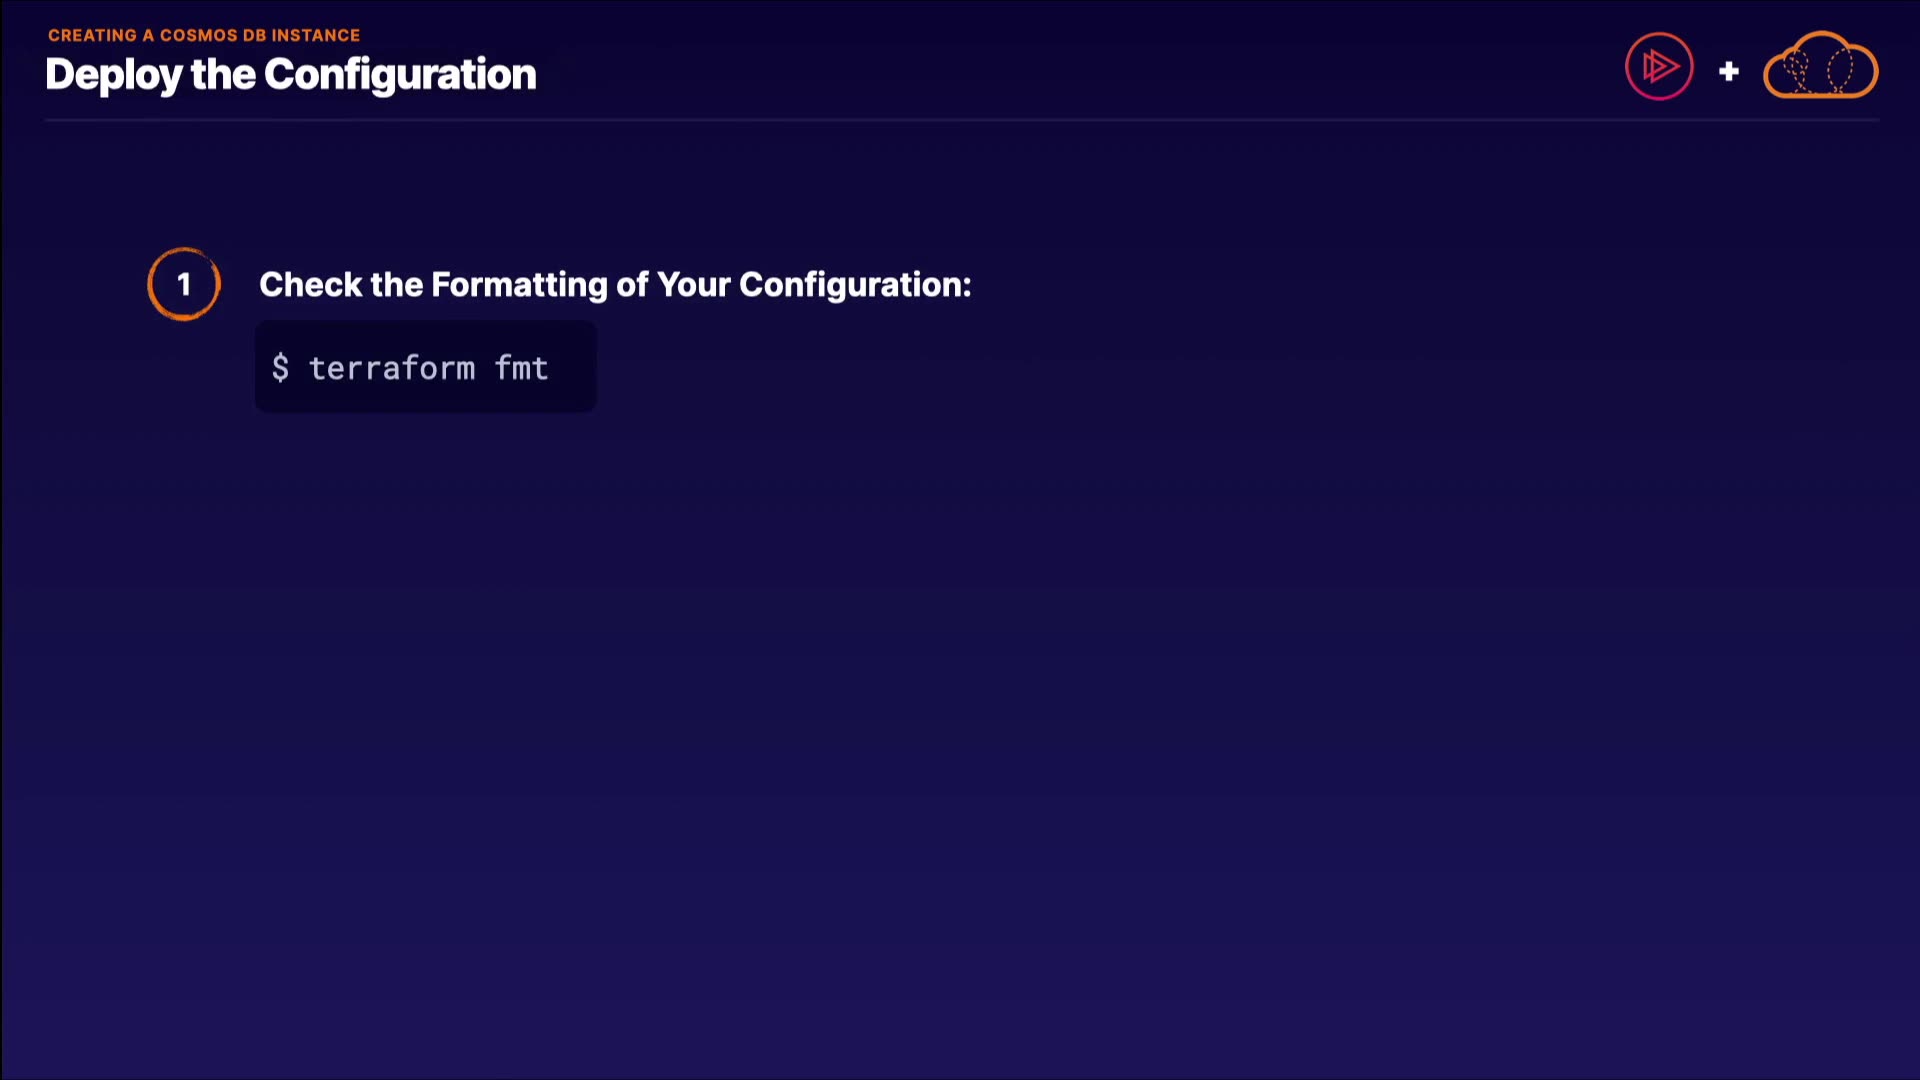 CREATING A COSMOS DB INSTANCE
Deploy the Configuration
+
1
Check the Formatting of Your Configuration:
$ terraform fmt